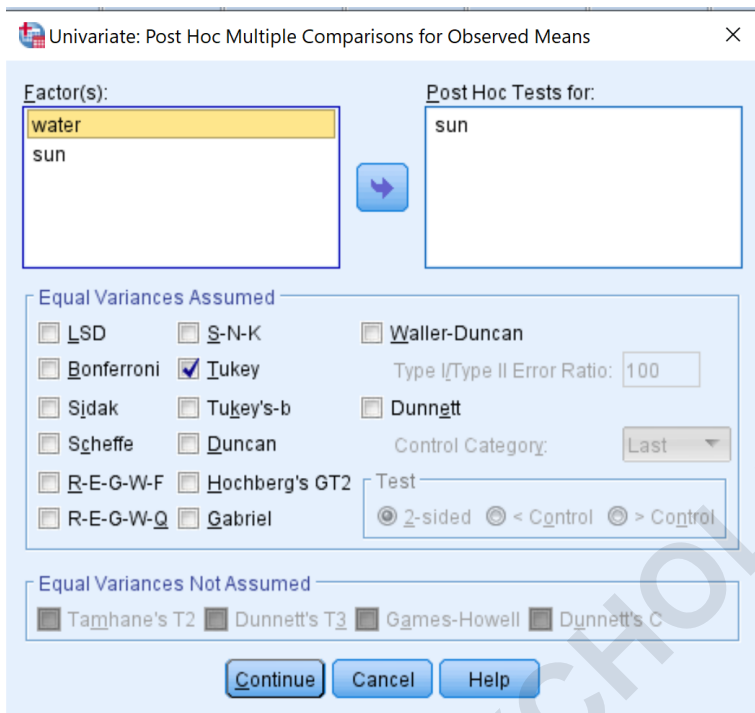 Univariate: Post Hoc Multiple Comparisons for Observed Means
Factor(s):
water
sun
Post Hoc Tests for:
sun
Equal Variances Assumed
LSD S-N-K Waller-Duncan
Bonferroni Tukey Type I/Type II Error Ratio: 100
Sidak Tukey's-b Dunnett
Scheffe Duncan Control Category: Last
R-E-G-W-F Hochberg's GT2 Test
R-E-G-W-Q Gabriel 2-sided < Control > Control
Equal Variances Not Assumed
Tamhane's T2 Dunnett's T3 Games-Howell Dunnett's C
Continue Cancel Help